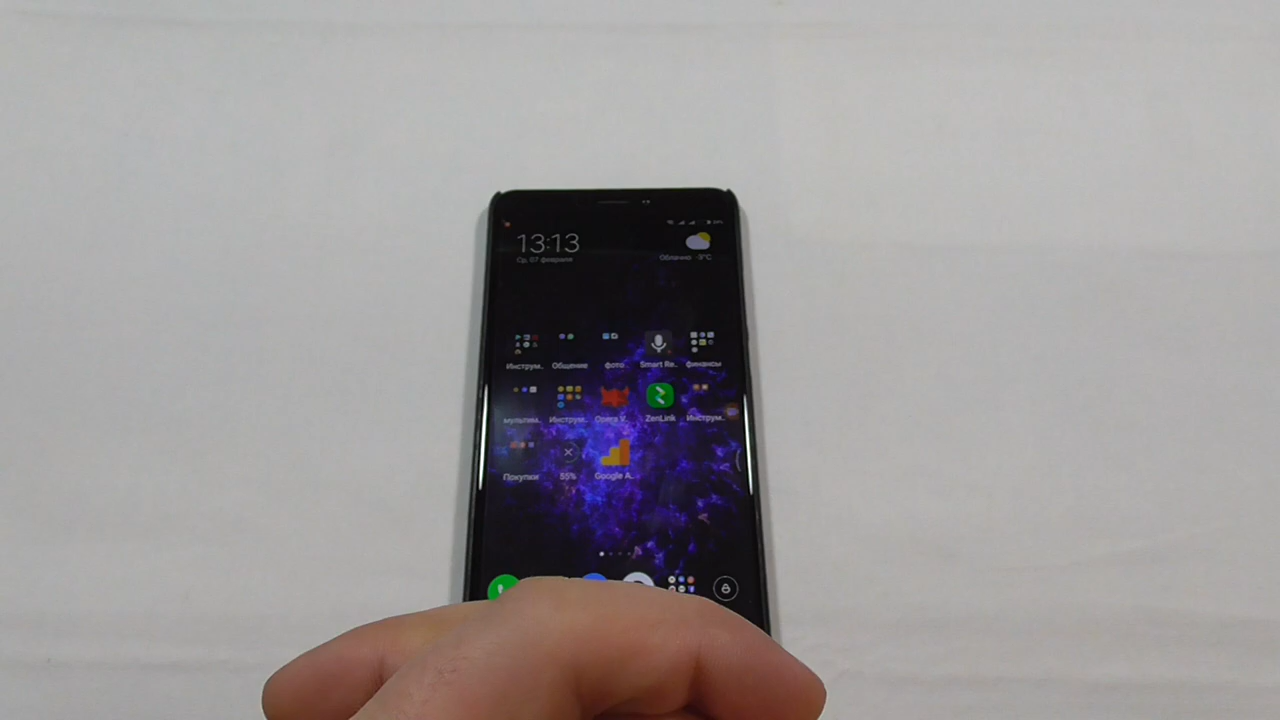 13:13
Ср, 07 февраля
Облачно -3°C
Инструм.. Общение фото Smart Re.. финансы
мультим.. Инструм.. Opera V.. ZenLink Инструм..
Покупки 55% Google A..